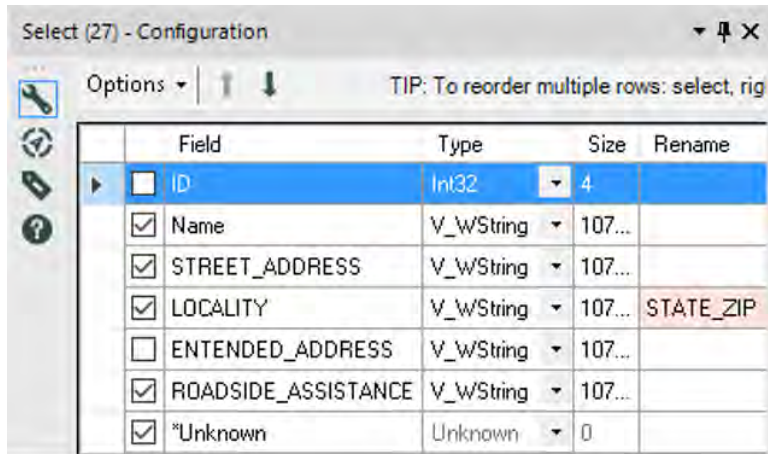 Select (27) - Configuration
Options TIP: To reorder multiple rows: select, rig
Field Type Size Rename
ID Int32 4
Name V_WString 107...
STREET_ADDRESS V_WString 107...
LOCALITY V_WString 107... STATE_ZIP
ENTENDED_ADDRESS V_WString 107...
ROADSIDE_ASSISTANCE V_WString 107...
*Unknown Unknown 0